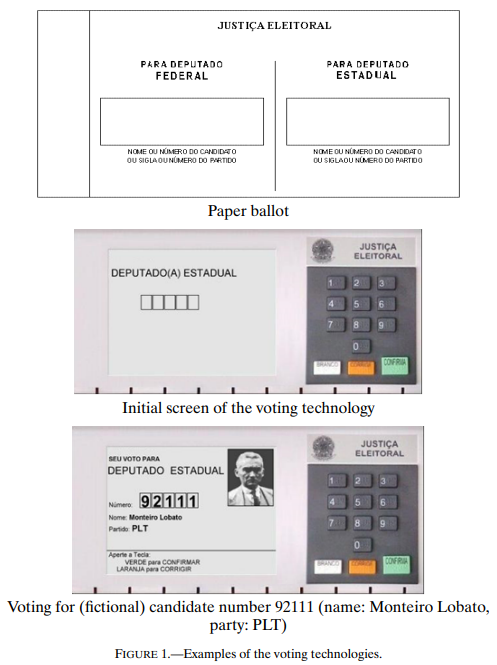 JUSTIÇA ELEITORAL
PARA DEPUTADO
FEDERAL
NOME OU NÚMERO DO CANDIDATO
OU SIGLA OU NÚMERO DO PARTIDO
PARA DEPUTADO
ESTADUAL
NOME OU NÚMERO DO CANDIDATO
OU SIGLA OU NÚMERO DO PARTIDO
Paper ballot
DEPUTADO(A) ESTADUAL
JUSTIÇA
ELEITORAL
1 2 3
4 5 6
7 8 9
0
BRANCO CORRIGE CONFIRMA
Initial screen of the voting technology
SEU VOTO PARA
DEPUTADO ESTADUAL
Número: 92111
Nome: Monteiro Lobato
Partido: PLT
Aperte a Tecla:
VERDE para CONFIRMAR
LARANJA para CORRIGIR
JUSTIÇA
ELEITORAL
1 2 3
4 5 6
7 8 9
0
BRANCO CORRIGE CONFIRMA
Voting for (fictional) candidate number 92111 (name: Monteiro Lobato,
party: PLT)
FIGURE 1.—Examples of the voting technologies.